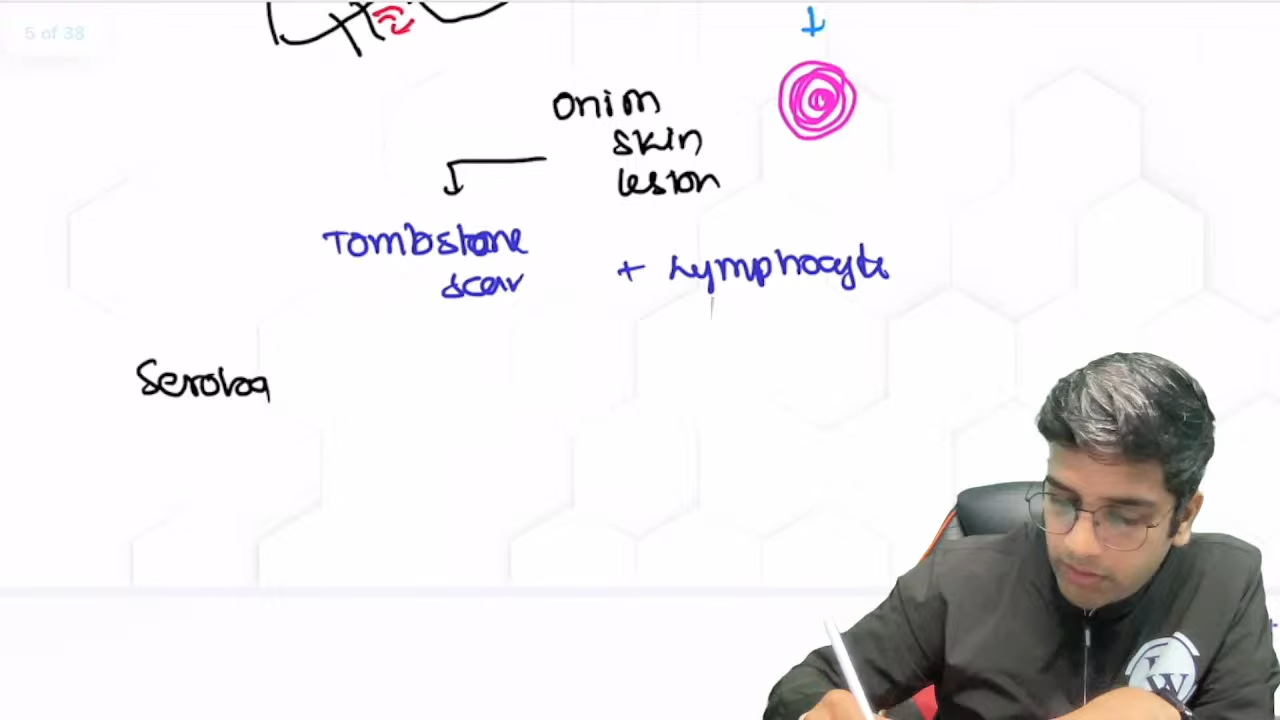 5 of 38
onim
skin
lesion
Tombstone
scar
+ Lymphocyte
Serolog